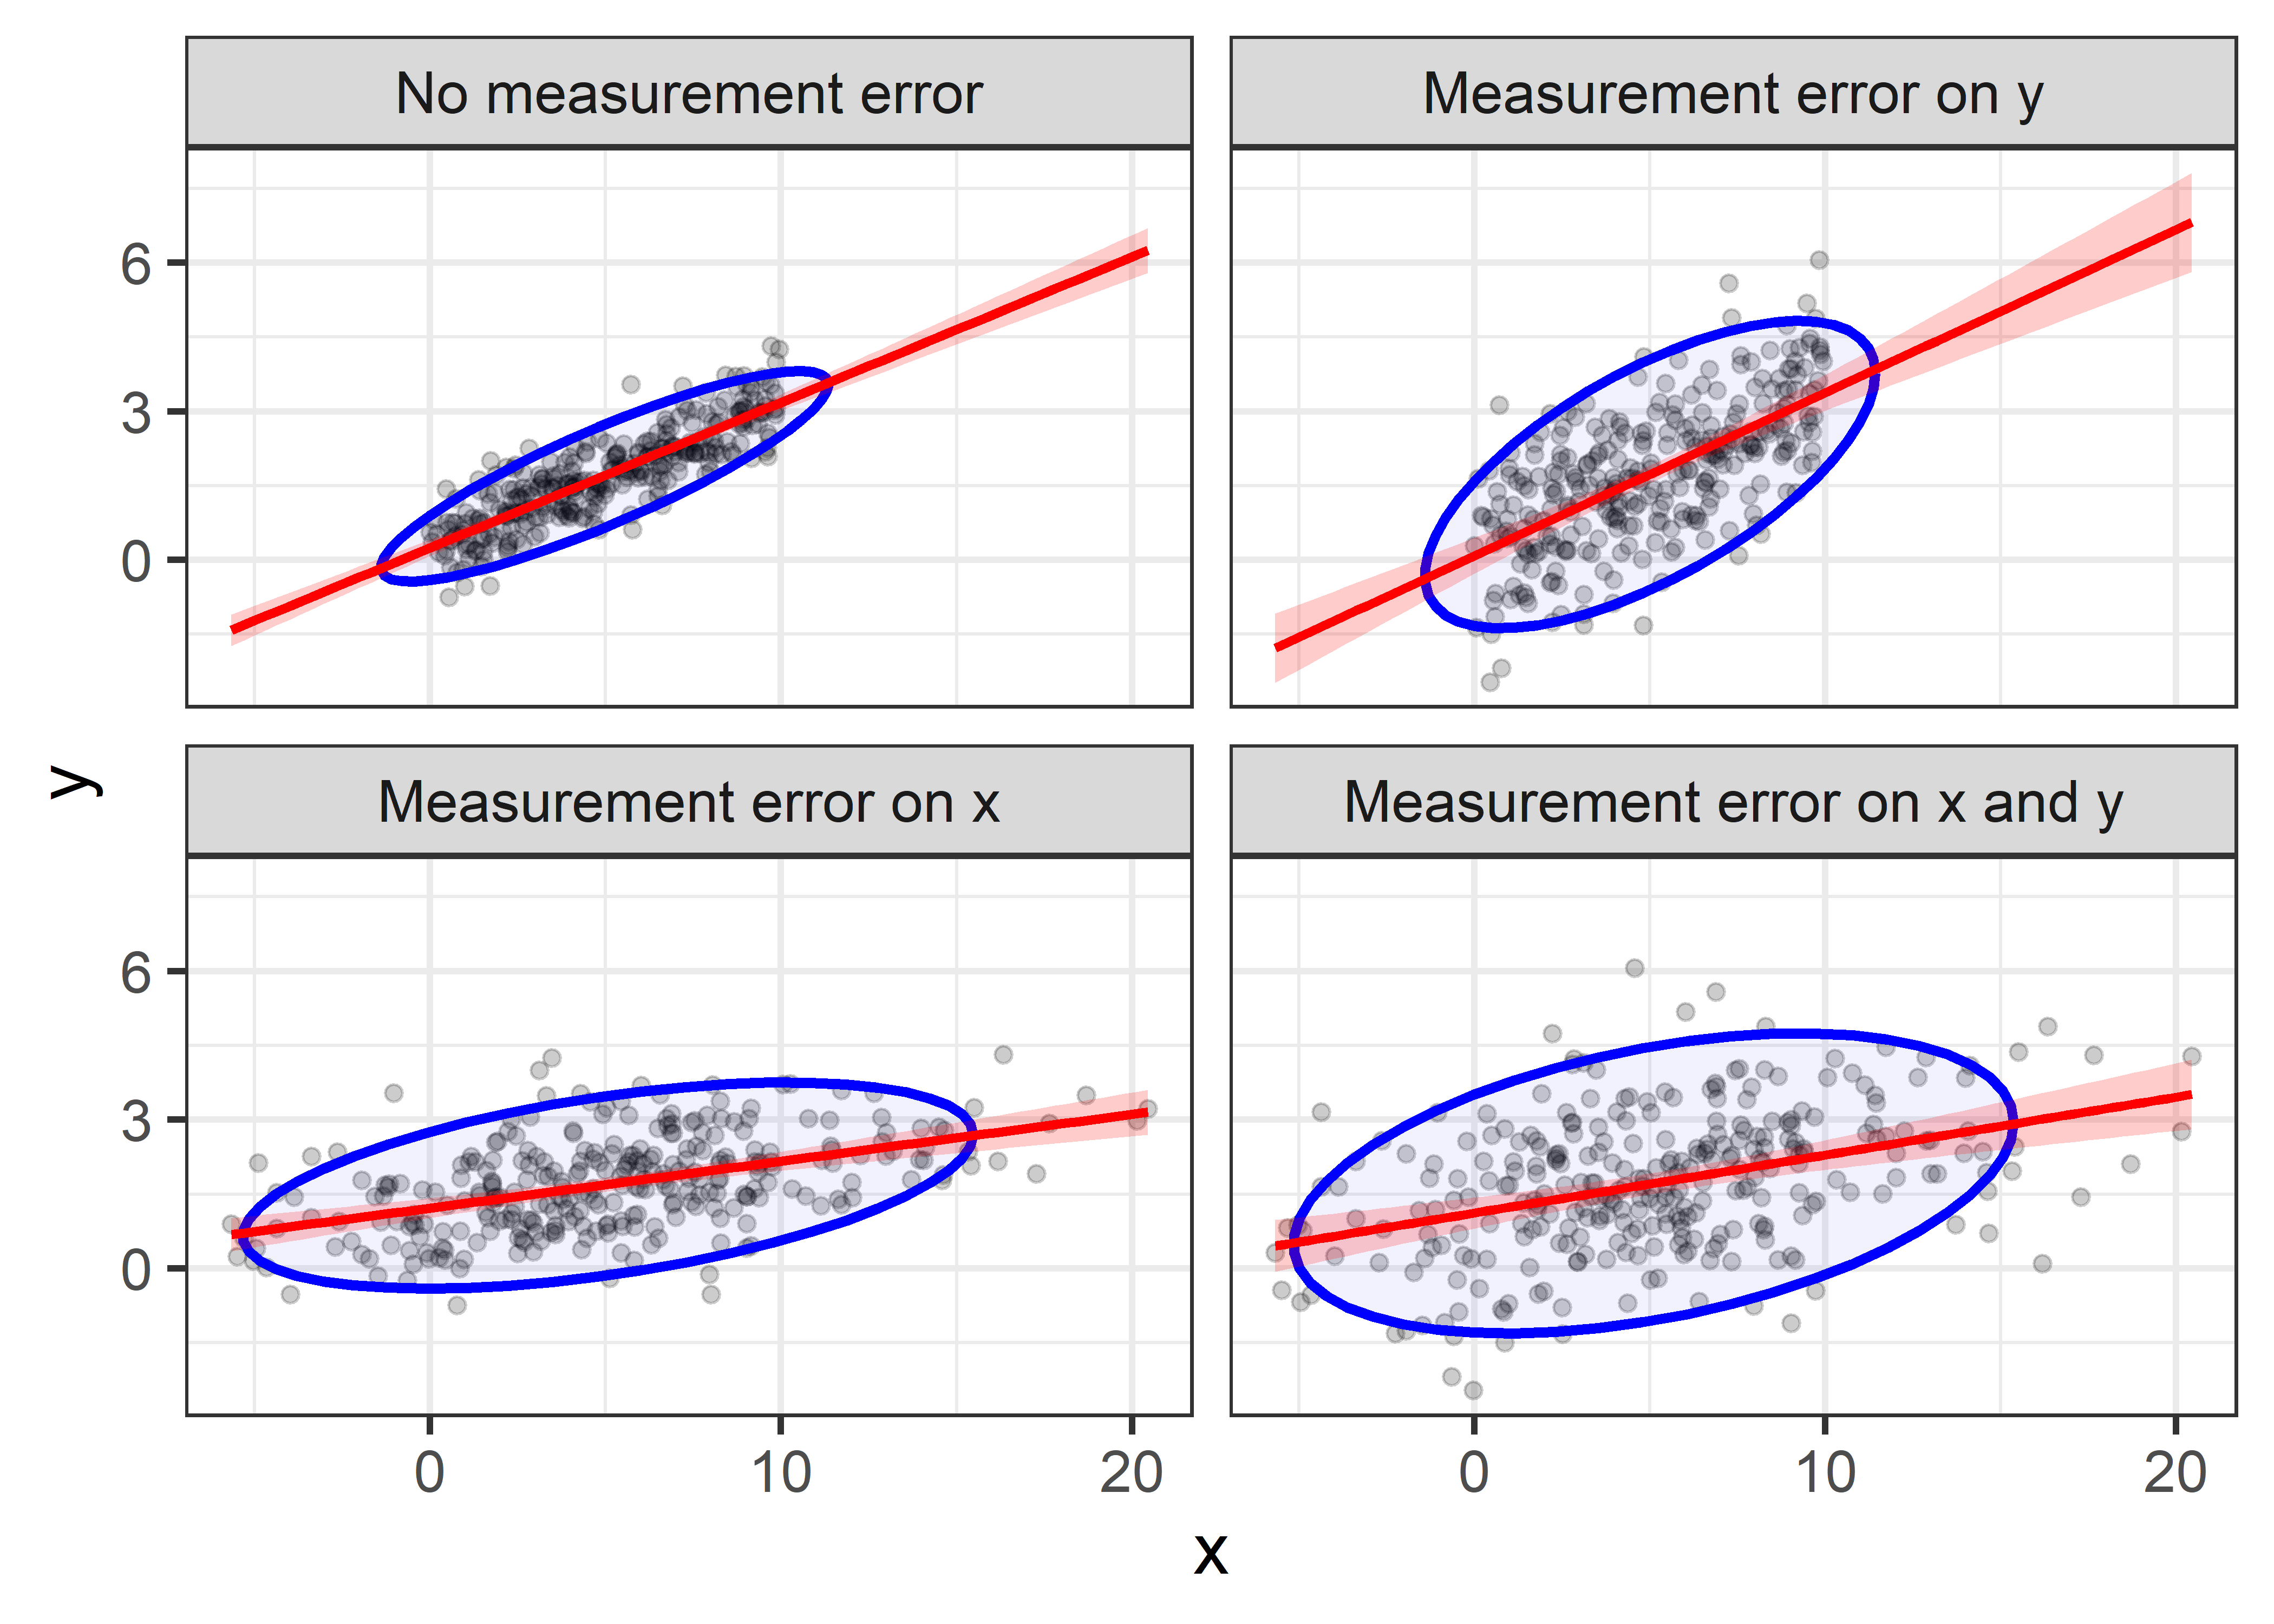 No measurement error
Measurement error on y
6
3
0
Measurement error on x
Measurement error on x and y
y
6
3
0
0 10 20
0 10 20
x